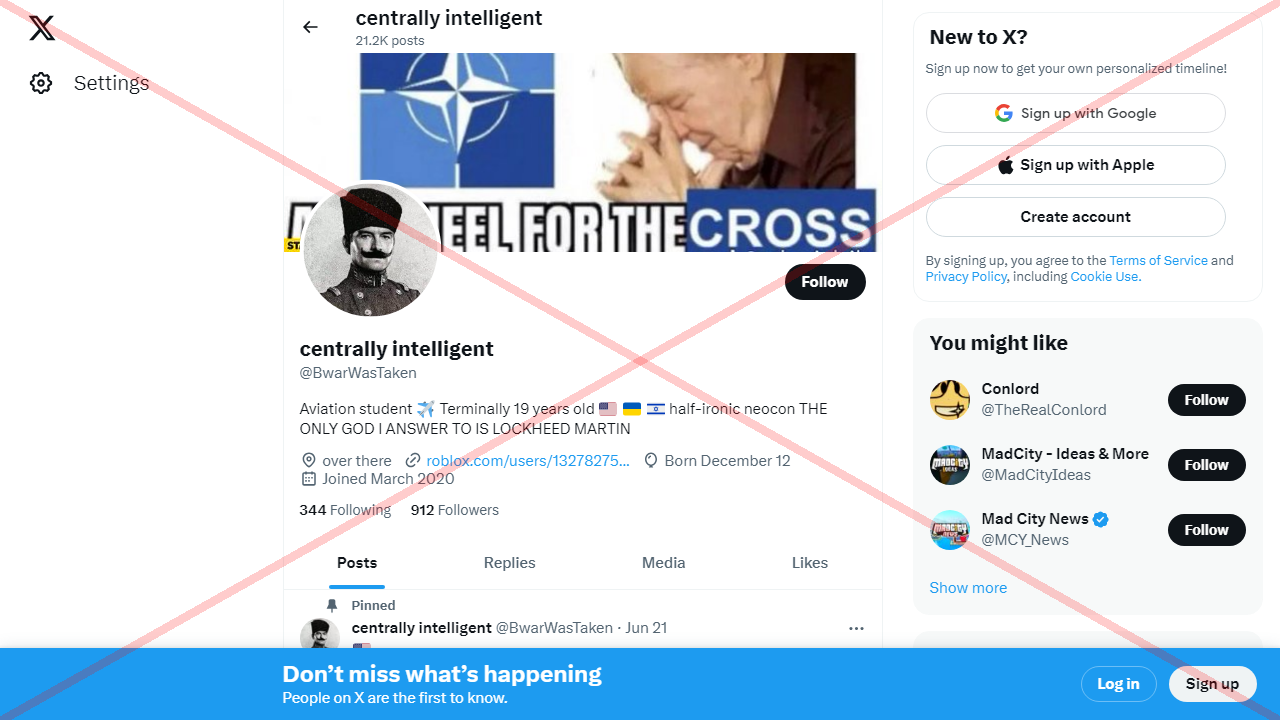 Settings
centrally intelligent
21.2K posts
EEL FOR THE CROSS
Follow
centrally intelligent
@BwarWasTaken
Aviation student ✈️ Terminally 19 years old 🇺🇸 🇺🇦 🇮🇱 half-ironic neocon THE
ONLY GOD I ANSWER TO IS LOCKHEED MARTIN
over there roblox.com/users/13278275… Born December 12
Joined March 2020
344 Following 912 Followers
Posts Replies Media Likes
Pinned
centrally intelligent @BwarWasTaken · Jun 21
New to X?
Sign up now to get your own personalized timeline!
Sign up with Google
Sign up with Apple
Create account
By signing up, you agree to the Terms of Service and
Privacy Policy, including Cookie Use.
You might like
Conlord
@TheRealConlord
Follow
MadCity - Ideas & More
@MadCityIdeas
Follow
Mad City News
@MCY_News
Follow
Show more
Don’t miss what’s happening
People on X are the first to know.
Log in
Sign up